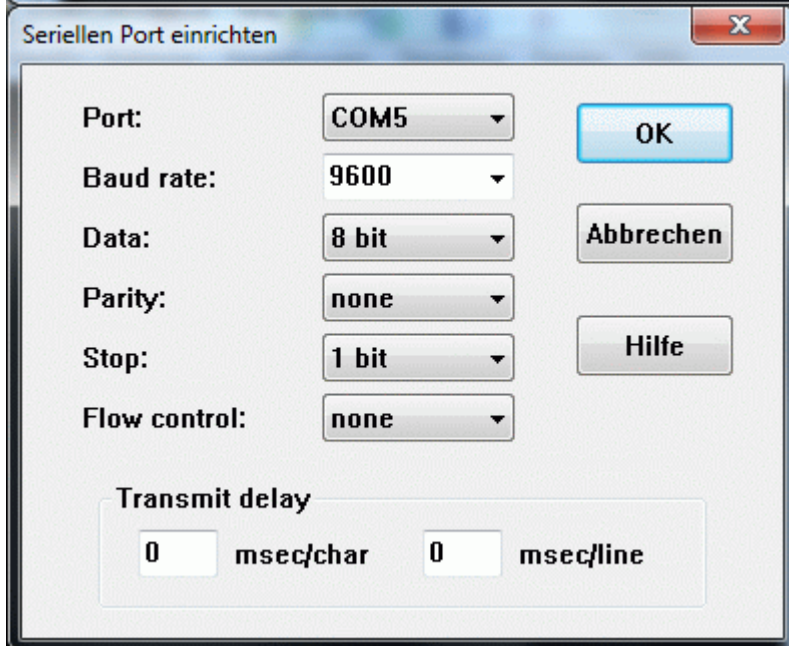 Seriellen Port einrichten
Port: COM5
OK
Baud rate: 9600
Data: 8 bit
Abbrechen
Parity: none
Stop: 1 bit
Hilfe
Flow control: none
Transmit delay
0 msec/char 0 msec/line